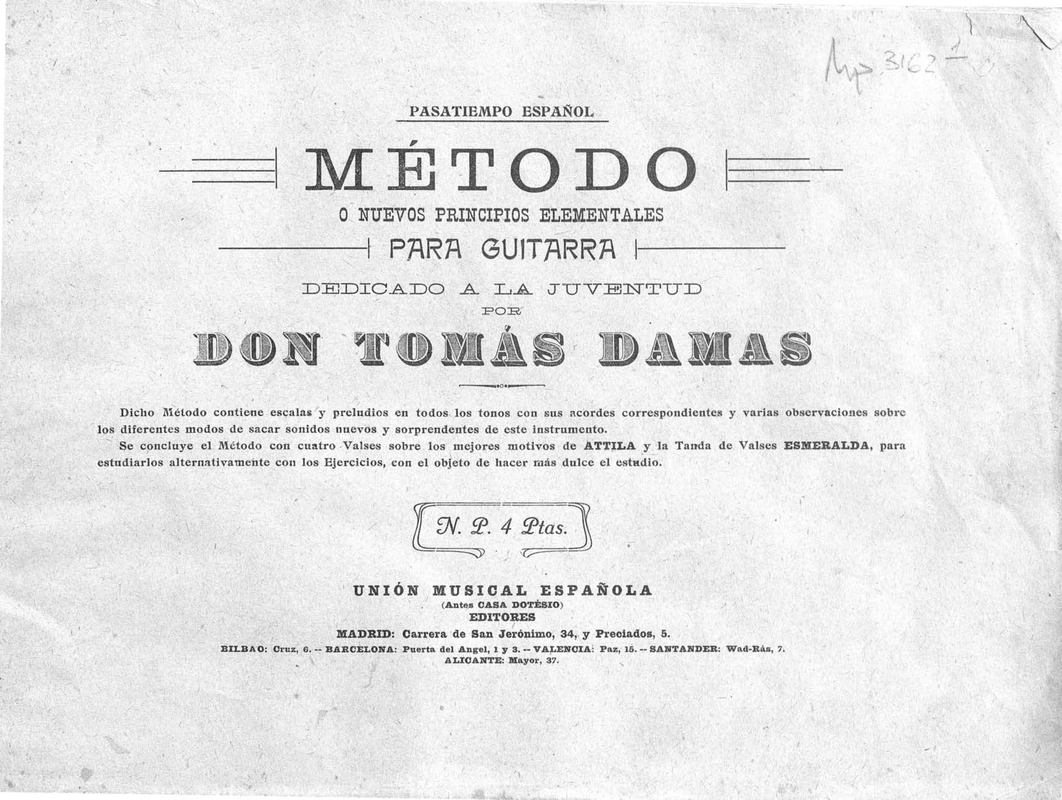 Mp 3162
PASATIEMPO ESPAÑOL
MÉTODO
O NUEVOS PRINCIPIOS ELEMENTALES
PARA GUITARRA
DEDICADO A LA JUVENTUD
POR
DON TOMÁS DAMAS
Dicho Método contiene escalas y preludios en todos los tonos con sus acordes correspondientes y varias observaciones sobre
los diferentes modos de sacar sonidos nuevos y sorprendentes de este instrumento.
Se concluye el Método con cuatro Valses sobre los mejores motivos de ATTILA y la Tanda de Valses ESMERALDA, para
estudiarlos alternativamente con los Ejercicios, con el objeto de hacer más dulce el estudio.
N. P. 4 Ptas.
UNIÓN MUSICAL ESPAÑOLA
(Antes CASA DOTÉSIO)
EDITORES
MADRID: Carrera de San Jerónimo, 34, y Preciados, 5.
BILBAO: Cruz, 6. -- BARCELONA: Puerta del Angel, 1 y 3. -- VALENCIA: Paz, 15. -- SANTANDER: Wad-Rás, 7.
ALICANTE: Mayor, 37.